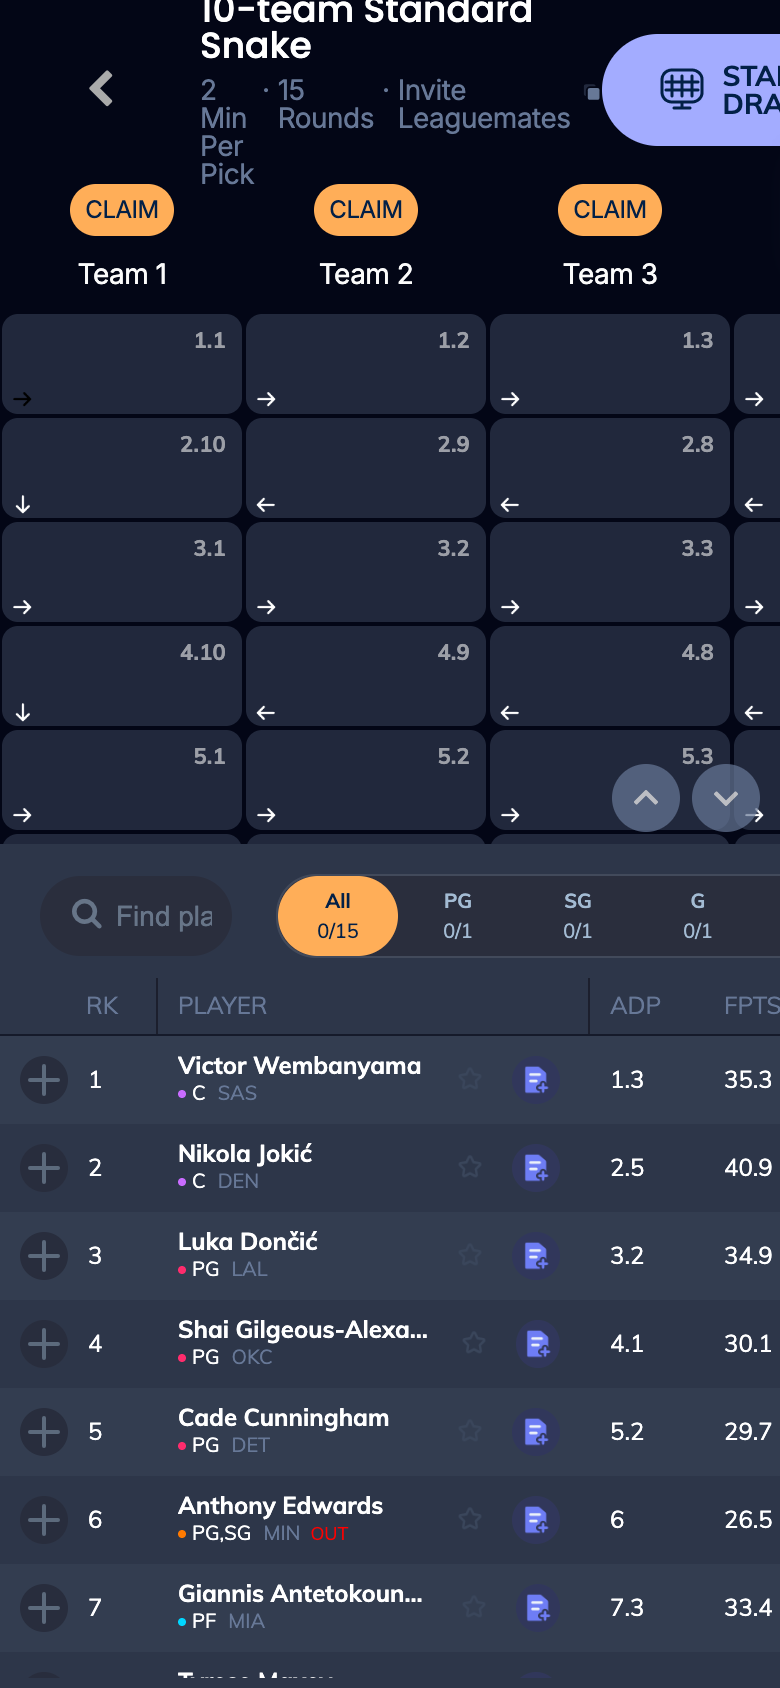 10-team Standard
Snake
2 Min Per Pick · 15 Rounds · Invite Leaguemates
CLAIM CLAIM CLAIM
Team 1 Team 2 Team 3
1.1 1.2 1.3
→ → → →
2.10 2.9 2.8
↓ ← ← ←
3.1 3.2 3.3
→ → → →
4.10 4.9 4.8
↓ ← ← ←
5.1 5.2 5.3
→ → → →
Find pla
All PG SG G
0/15 0/1 0/1 0/1
RK PLAYER ADP FPTS
1 Victor Wembanyama 1.3 35.3
C SAS
2 Nikola Jokić 2.5 40.9
C DEN
3 Luka Dončić 3.2 34.9
PG LAL
4 Shai Gilgeous-Alexa... 4.1 30.1
PG OKC
5 Cade Cunningham 5.2 29.7
PG DET
6 Anthony Edwards 6 26.5
PG,SG MIN OUT
7 Giannis Antetokoun... 7.3 33.4
PF MIA